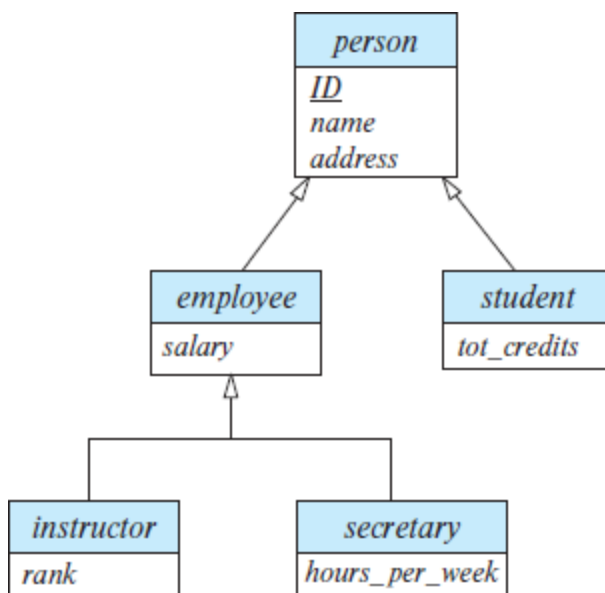 person
ID
name
address
employee
salary
student
tot_credits
instructor
rank
secretary
hours_per_week